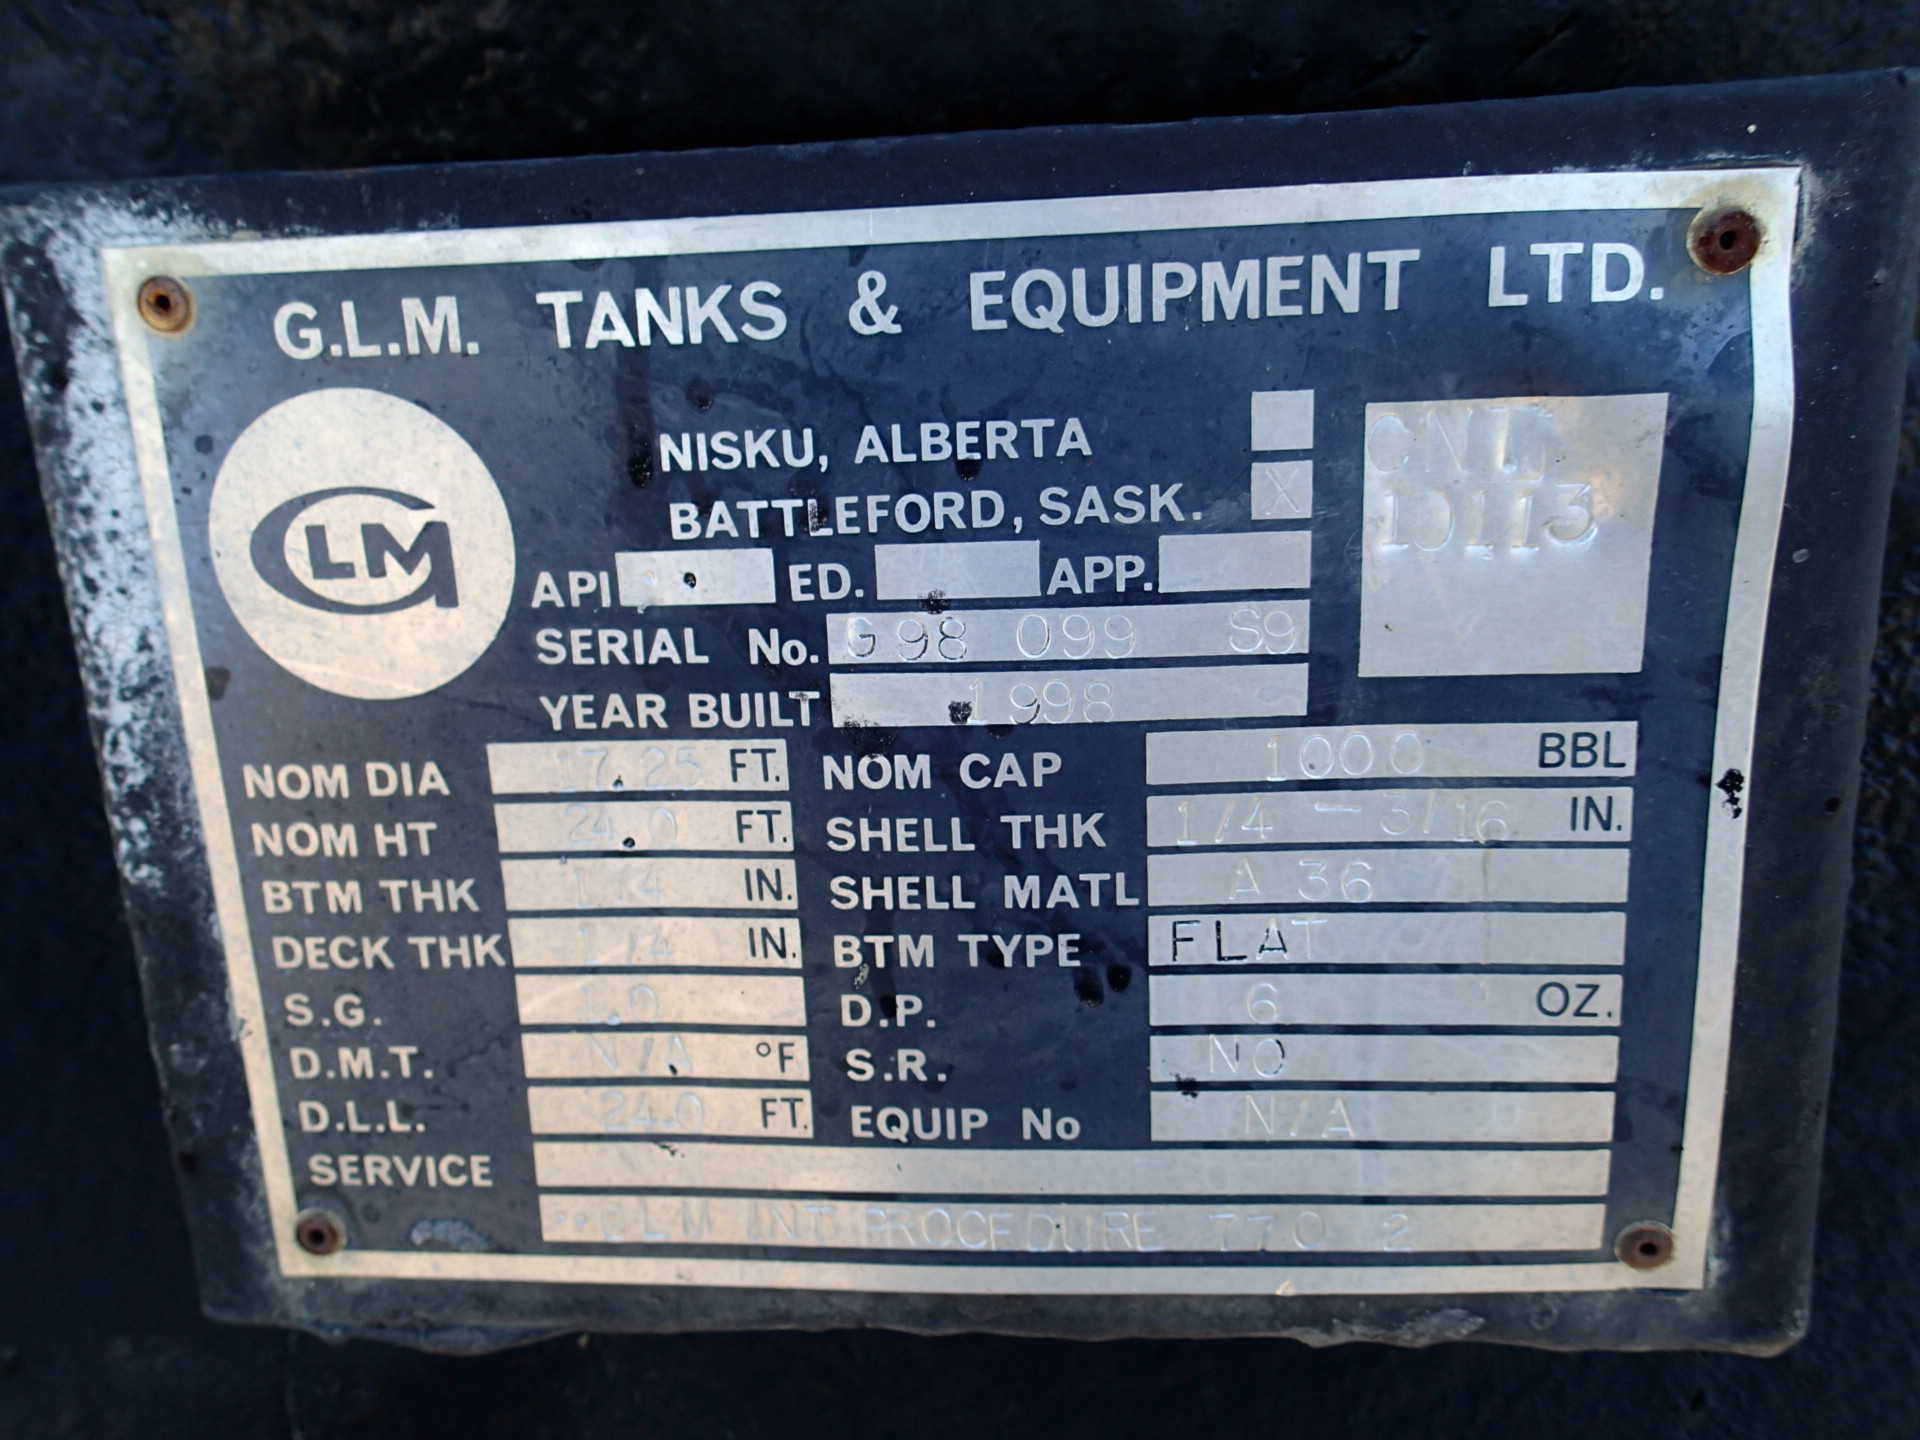 G.L.M. TANKS & EQUIPMENT LTD.
GLM
NISKU, ALBERTA
BATTLEFORD, SASK. X
10113
API ED. APP.
SERIAL No. G98 099 S9
YEAR BUILT 1998
NOM DIA 17.25 FT. NOM CAP 1000 BBL
NOM HT 24.0 FT. SHELL THK 1/4 - 3/16 IN.
BTM THK 1/4 IN. SHELL MATL A 36
DECK THK 1/4 IN. BTM TYPE FLAT
S.G. 1.0 D.P. 6 OZ.
D.M.T. N/A °F S.R. NO
D.L.L. 24.0 FT. EQUIP No N/A
SERVICE
GLM INT PROCEDURE 770 2